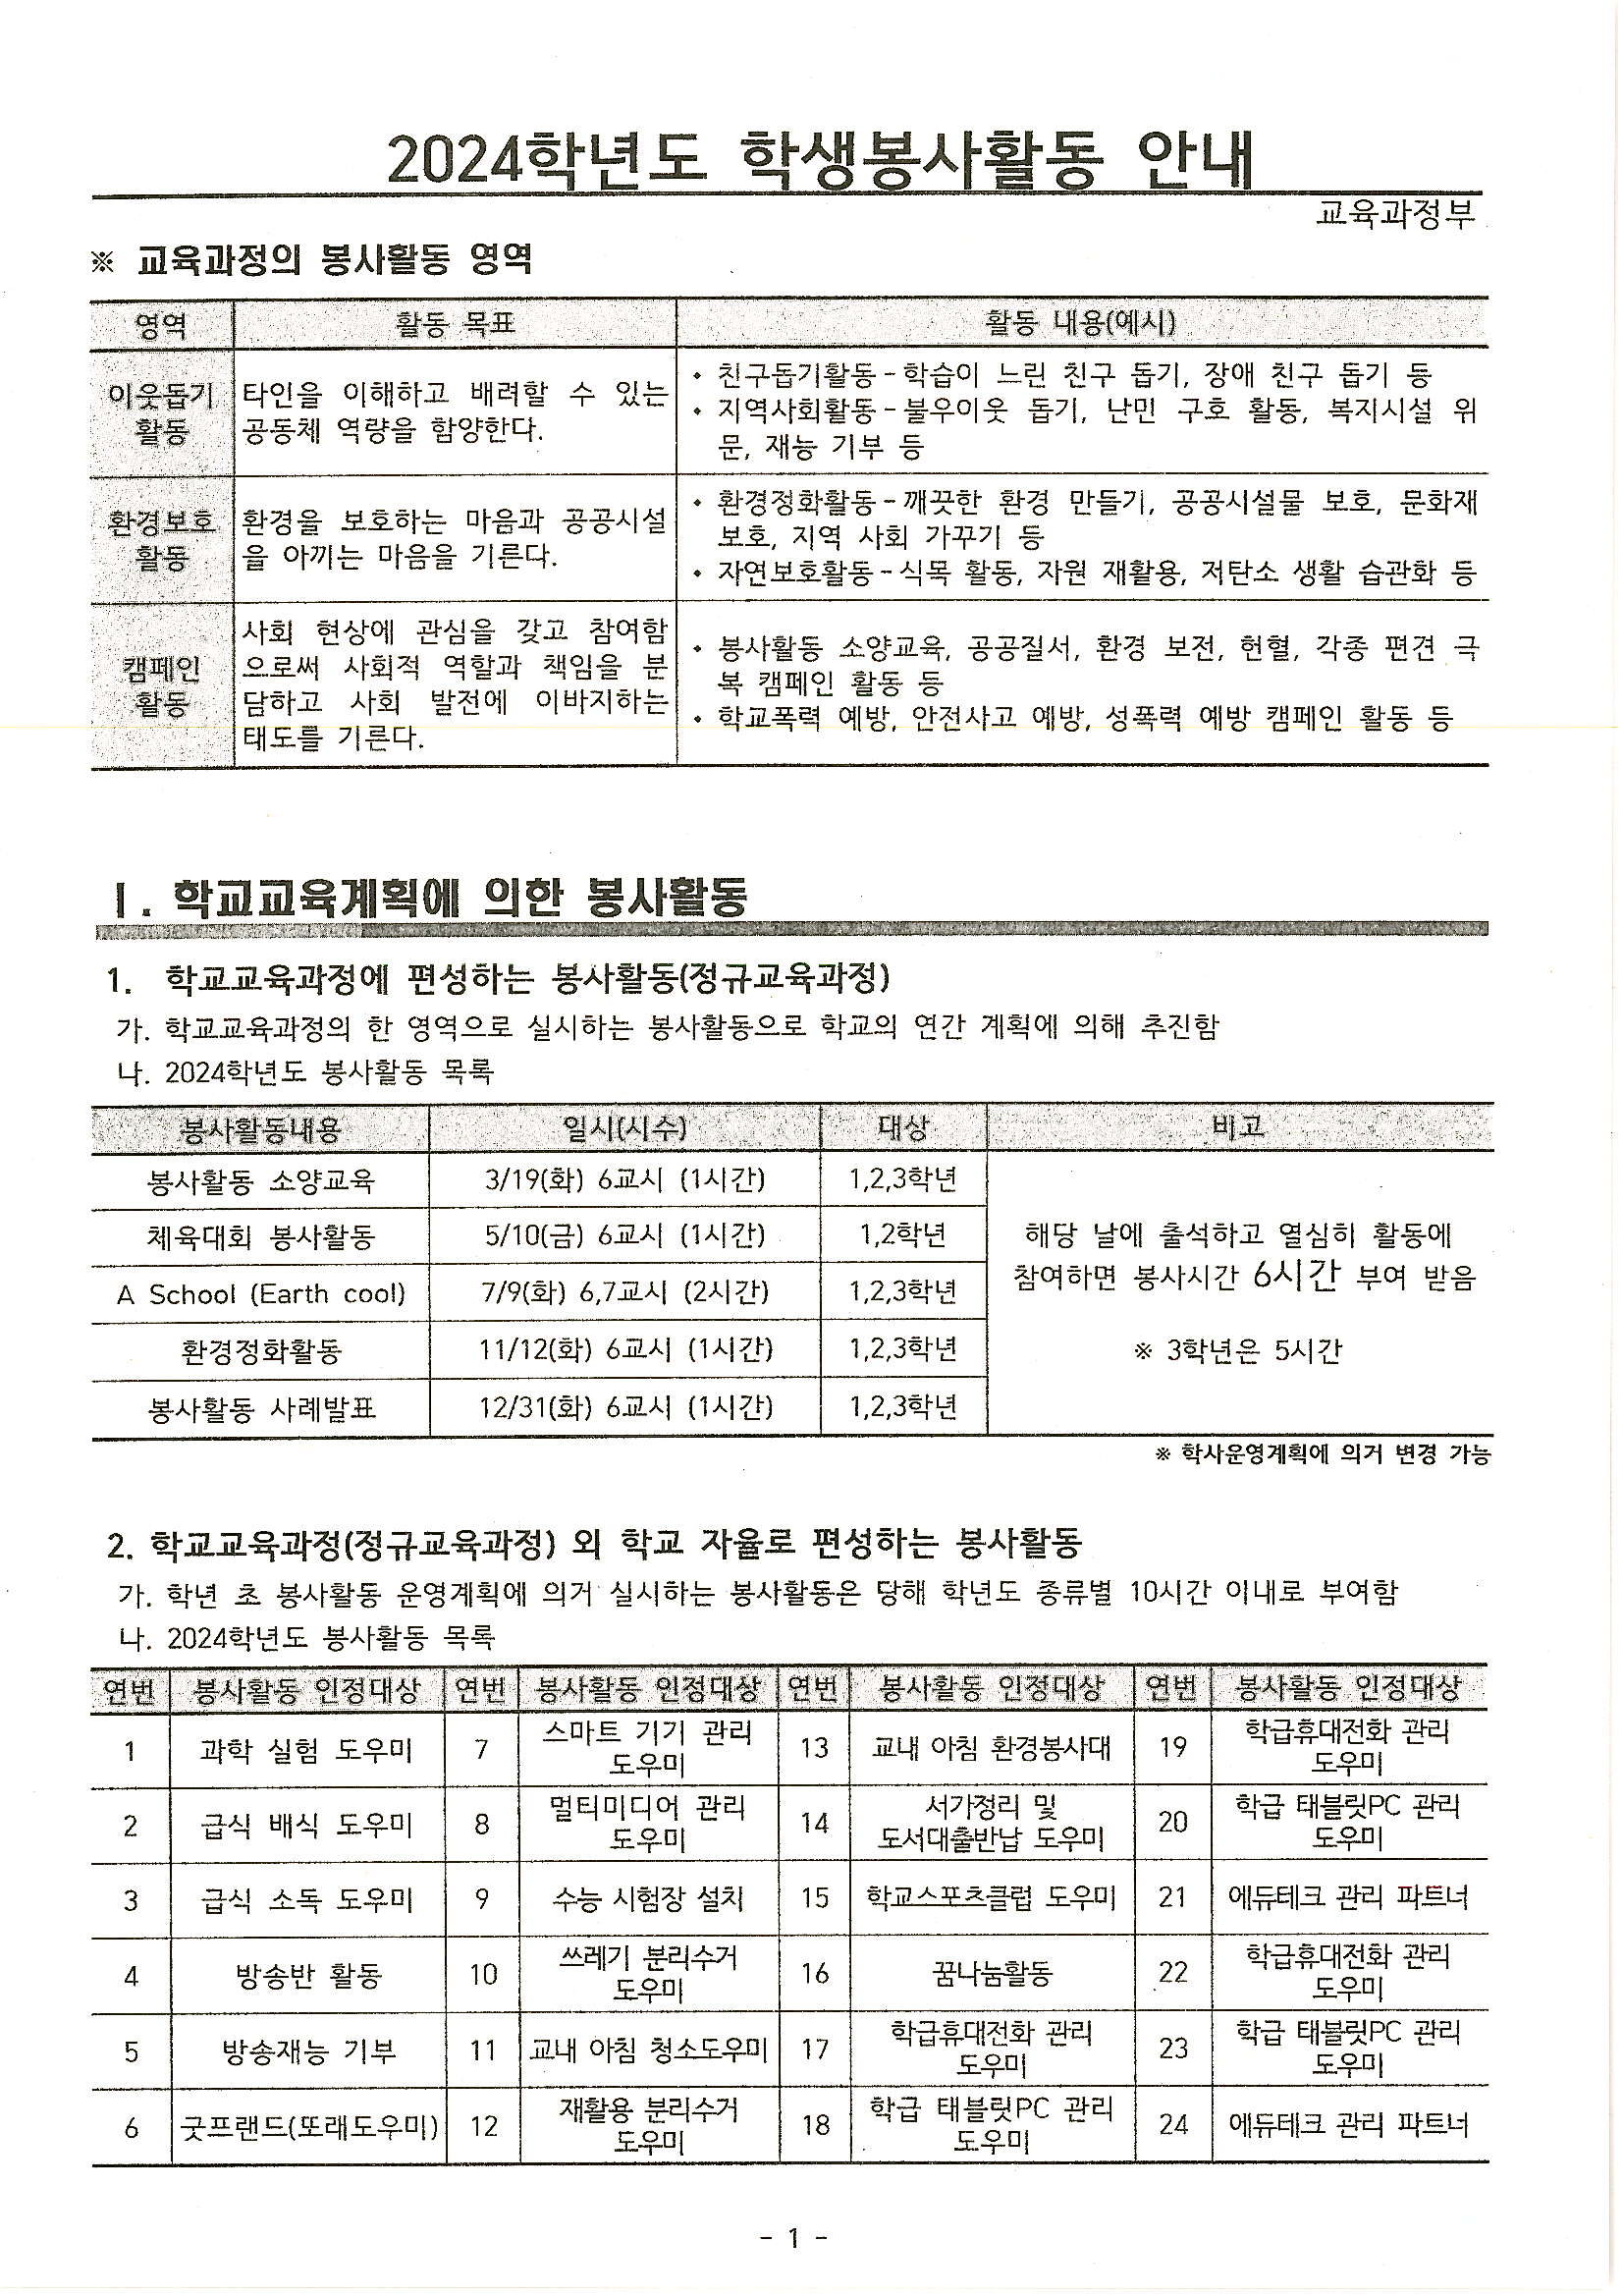 2024학년도 학생봉사활동 안내
교육과정부
※ 교육과정의 봉사활동 영역
영역 활동 목표 활동 내용(예시)
이웃돕기
활동
타인을 이해하고 배려할 수 있는
공동체 역량을 함양한다.
• 친구돕기활동 - 학습이 느린 친구 돕기, 장애 친구 돕기 등
• 지역사회활동 - 불우이웃 돕기, 난민 구호 활동, 복지시설 위
문, 재능 기부 등
환경보호
활동
환경을 보호하는 마음과 공공시설
을 아끼는 마음을 기른다.
• 환경정화활동 - 깨끗한 환경 만들기, 공공시설물 보호, 문화재
보호, 지역 사회 가꾸기 등
• 자연보호활동 - 식목 활동, 자원 재활용, 저탄소 생활 습관화 등
캠페인
활동
사회 현상에 관심을 갖고 참여함
으로써 사회적 역할과 책임을 분
담하고 사회 발전에 이바지하는
태도를 기른다.
• 봉사활동 소양교육, 공공질서, 환경 보전, 헌혈, 각종 편견 극
복 캠페인 활동 등
• 학교폭력 예방, 안전사고 예방, 성폭력 예방 캠페인 활동 등
Ⅰ. 학교교육계획에 의한 봉사활동
1. 학교교육과정에 편성하는 봉사활동(정규교육과정)
가. 학교교육과정의 한 영역으로 실시하는 봉사활동으로 학교의 연간 계획에 의해 추진함
나. 2024학년도 봉사활동 목록
봉사활동내용 일시(시수) 대상 비고
봉사활동 소양교육 3/19(화) 6교시 (1시간) 1,2,3학년
체육대회 봉사활동 5/10(금) 6교시 (1시간) 1,2학년
A School (Earth cool) 7/9(화) 6,7교시 (2시간) 1,2,3학년
환경정화활동 11/12(화) 6교시 (1시간) 1,2,3학년
봉사활동 사례발표 12/31(화) 6교시 (1시간) 1,2,3학년
해당 날에 출석하고 열심히 활동에
참여하면 봉사시간 6시간 부여 받음
※ 3학년은 5시간
※ 학사운영계획에 의거 변경 가능
2. 학교교육과정(정규교육과정) 외 학교 자율로 편성하는 봉사활동
가. 학년 초 봉사활동 운영계획에 의거 실시하는 봉사활동은 당해 학년도 종류별 10시간 이내로 부여함
나. 2024학년도 봉사활동 목록
연번 봉사활동 인정대상 연번 봉사활동 인정대상 연번 봉사활동 인정대상 연번 봉사활동 인정대상
1 과학 실험 도우미 7 스마트 기기 관리
도우미 13 교내 아침 환경봉사대 19 학급휴대전화 관리
도우미
2 급식 배식 도우미 8 멀티미디어 관리
도우미 14 서가정리 및
도서대출반납 도우미 20 학급 태블릿PC 관리
도우미
3 급식 소독 도우미 9 수능 시험장 설치 15 학교스포츠클럽 도우미 21 에듀테크 관리 파트너
4 방송반 활동 10 쓰레기 분리수거
도우미 16 꿈나눔활동 22 학급휴대전화 관리
도우미
5 방송재능 기부 11 교내 아침 청소도우미 17 학급휴대전화 관리
도우미 23 학급 태블릿PC 관리
도우미
6 굿프랜드(또래도우미) 12 재활용 분리수거
도우미 18 학급 태블릿PC 관리
도우미 24 에듀테크 관리 파트너
- 1 -